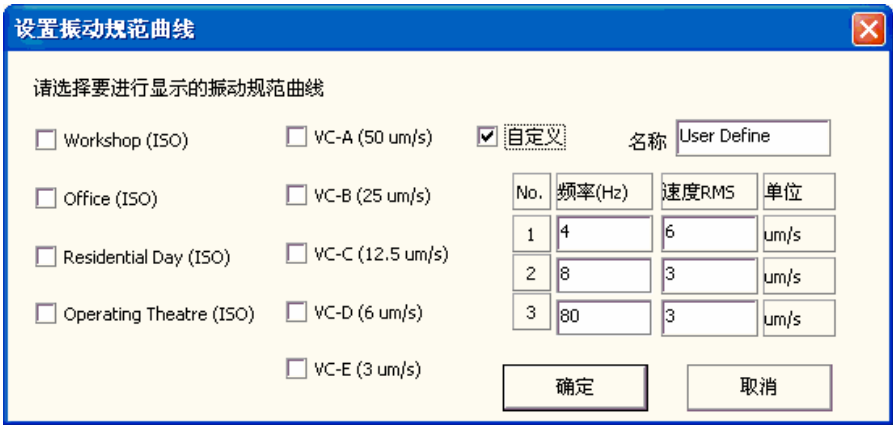 设置振动规范曲线
请选择要进行显示的振动规范曲线
Workshop (ISO)
VC-A (50 um/s)
自定义
名称 User Define
Office (ISO)
VC-B (25 um/s)
No. 频率(Hz) 速度RMS 单位
1 4 6 um/s
Residential Day (ISO)
VC-C (12.5 um/s)
2 8 3 um/s
Operating Theatre (ISO)
VC-D (6 um/s)
3 80 3 um/s
VC-E (3 um/s)
确定
取消